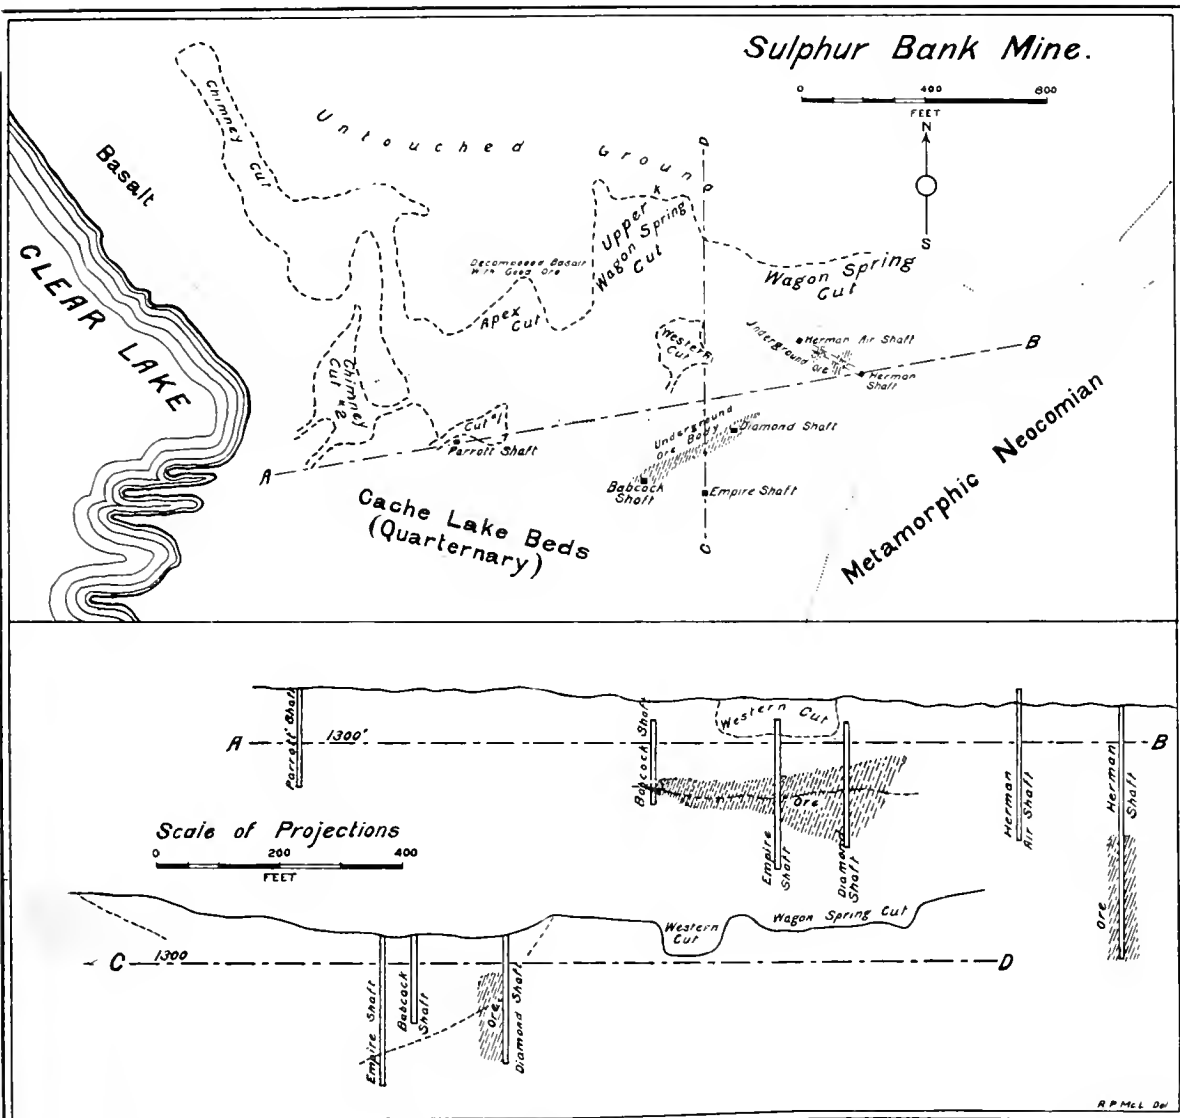 Sulphur Bank Mine.
0 400 800
FEET
N
S
Chimney Cut
Untouched Ground
Basalt
CLEAR LAKE
Decomposed Basalt
With Good Ore
Apex
Cut
Upper
Wagon Spring
Cut
D
Wagon Spring
Cut
Western
Cut
Underground
Ore
Herman Air Shaft
Herman
Shaft
B
Chimney
Cut #2
Cut #1
Parrott Shaft
A
Underground
Ore Body
Diamond Shaft
Babcock
Shaft
Empire Shaft
C
Cache Lake Beds
(Quarternary)
Metamorphic Neocomian
Parrott Shaft
A
1300'
Babcock Shaft
Western Cut
Ore
Empire
Shaft
Diamond
Shaft
Herman
Air Shaft
Herman
Shaft
Ore
B
Scale of Projections
0 200 400
FEET
Western
Cut
Wagon Spring Cut
C
1300
D
Empire Shaft
Babcock
Shaft
Ore
Diamond Shaft
R P McL Del